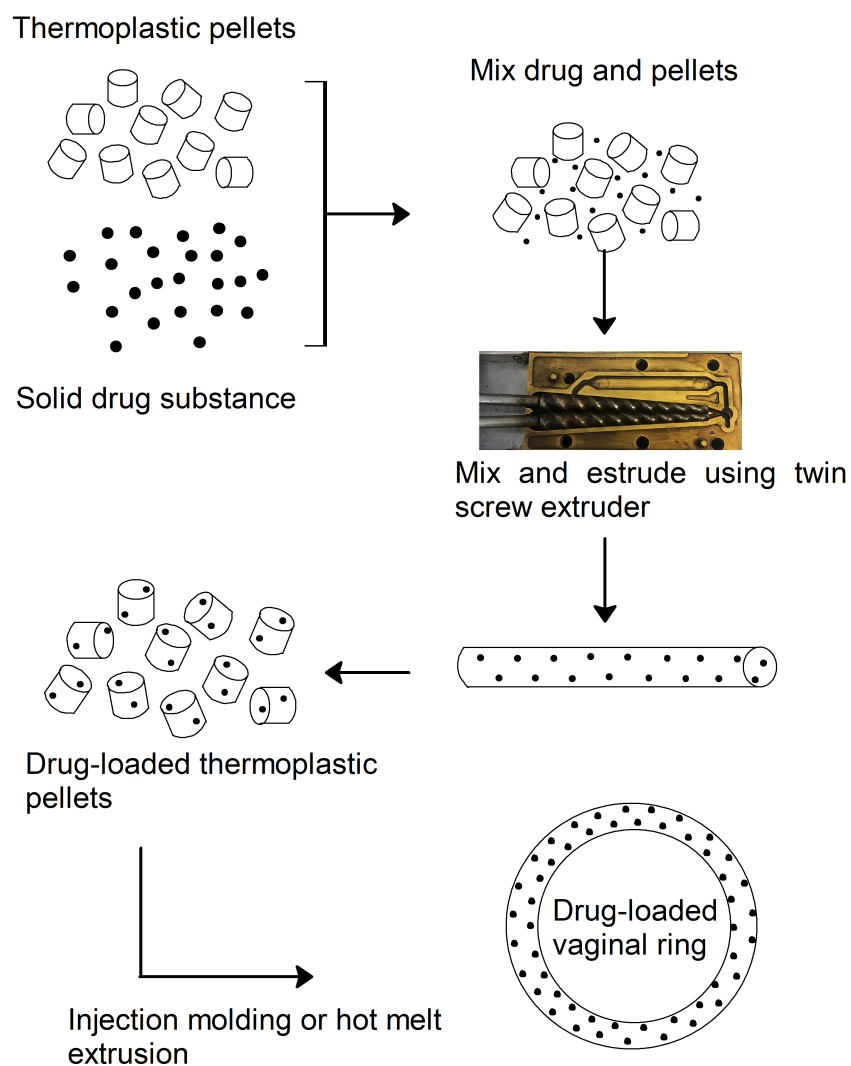 Thermoplastic pellets
Mix drug and pellets
Solid drug substance
Mix and estrude using twin
screw extruder
Drug-loaded thermoplastic
pellets
Drug-loaded
vaginal ring
Injection molding or hot melt
extrusion